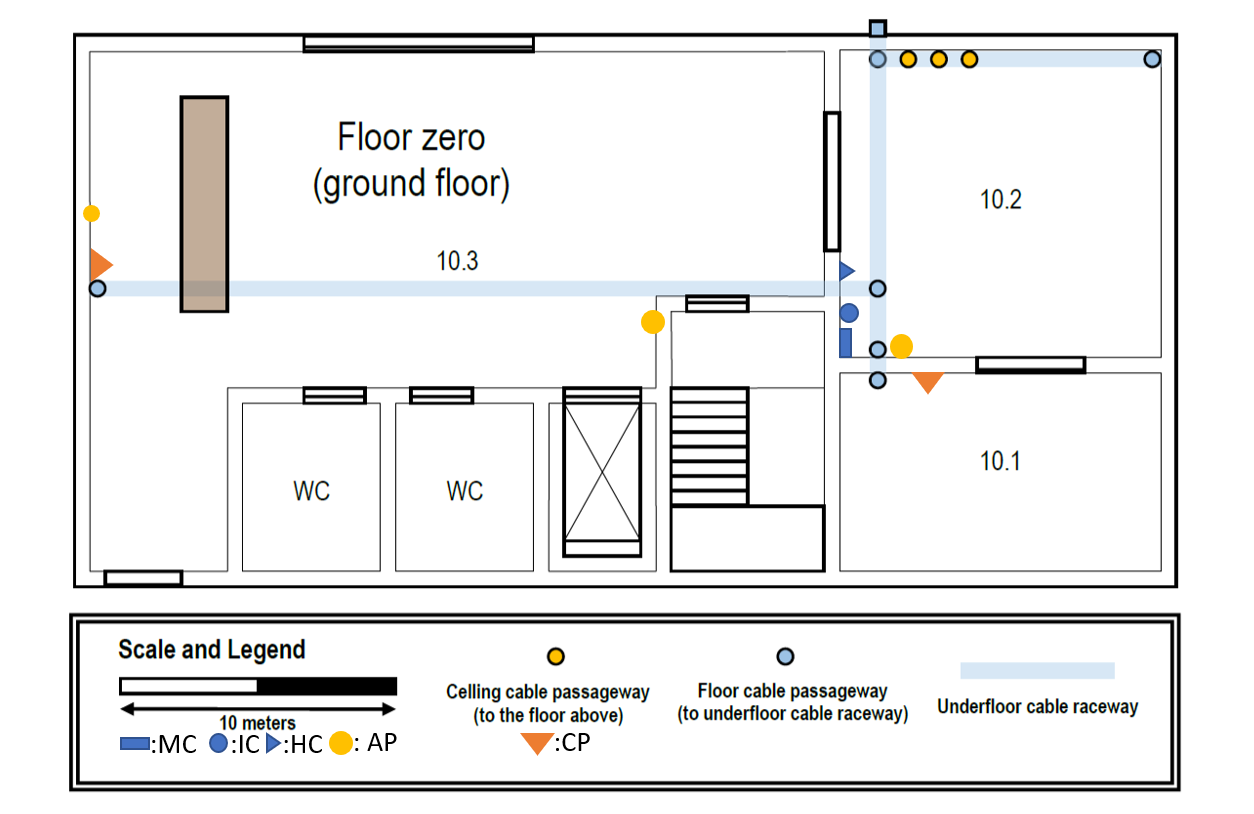 Floor zero
(ground floor)
10.2
10.3
10.1
WC
WC
Scale and Legend
10 meters
:MC :IC :HC : AP
Celling cable passageway
(to the floor above)
:CP
Floor cable passageway
(to underfloor cable raceway)
Underfloor cable raceway